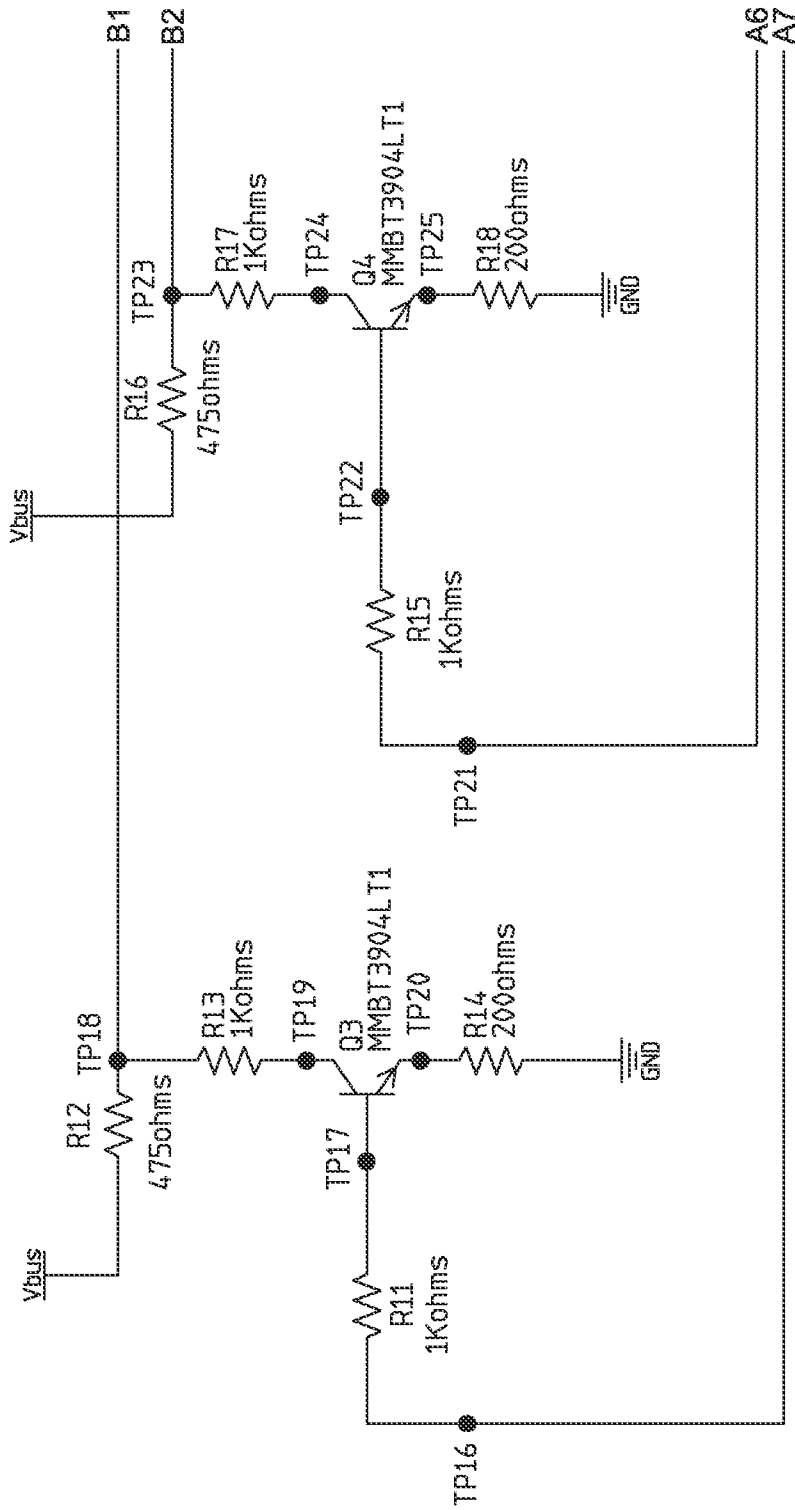 Vbus
R12
475ohms
TP18
R13
1Kohms
TP19
Q3
MMBT3904LT1
TP17
TP20
R14
200ohms
GND
R11
1Kohms
TP16
Vbus
R16
475ohms
TP23
R17
1Kohms
TP24
Q4
MMBT3904LT1
TP22
TP25
R18
200ohms
GND
R15
1Kohms
TP21
B1
B2
A6
A7